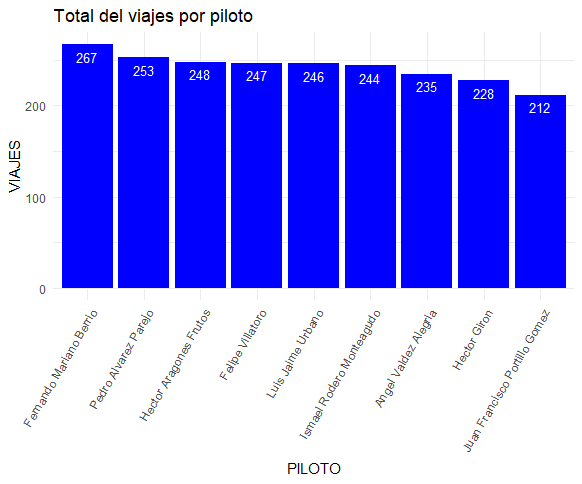 Total del viajes por piloto
VIAJES
200
100
0
267
253
248
247
246
244
235
228
212
Fernando Mariano Berrio
Pedro Alvarez Parejo
Hector Aragones Frutos
Felipe Villatoro
Luis Jaime Urbano
Ismael Rodero Monteagudo
Angel Valdez Alegria
Hector Giron
Juan Francisco Portillo Gomez
PILOTO